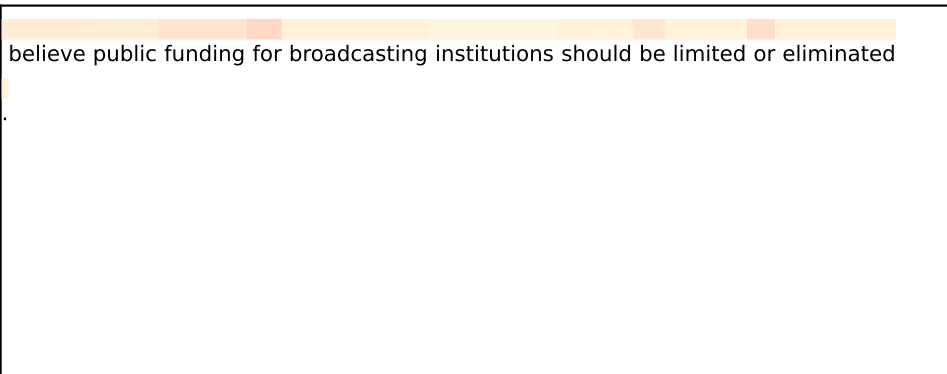 believe public funding for broadcasting institutions should be limited or eliminated
.